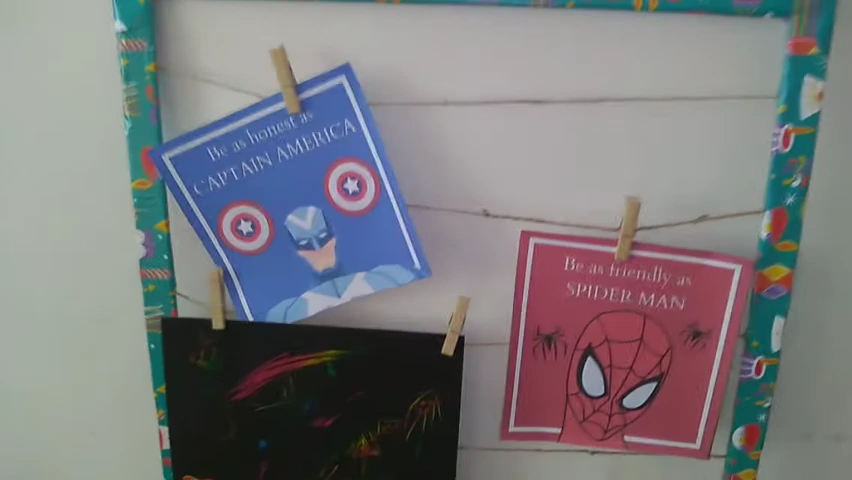 Be as honest as
CAPTAIN AMERICA
Be as friendly as
SPIDER MAN